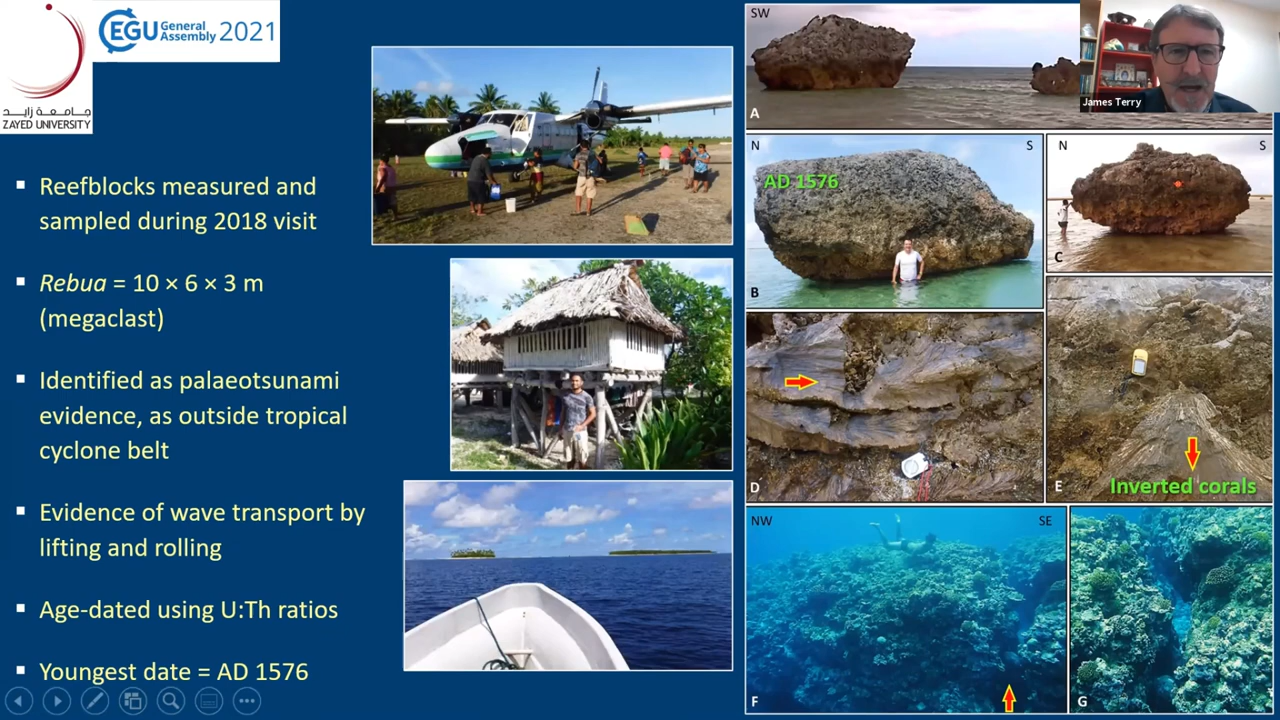 جامعة زايد
ZAYED UNIVERSITY
EGU General Assembly 2021
▪ Reefblocks measured and
sampled during 2018 visit
▪ Rebua = 10 × 6 × 3 m
(megaclast)
▪ Identified as palaeotsunami
evidence, as outside tropical
cyclone belt
▪ Evidence of wave transport by
lifting and rolling
▪ Age-dated using U:Th ratios
▪ Youngest date = AD 1576
SW
A
James Terry
N S
AD 1576
B
N S
C
D
E
Inverted corals
NW SE
F
G